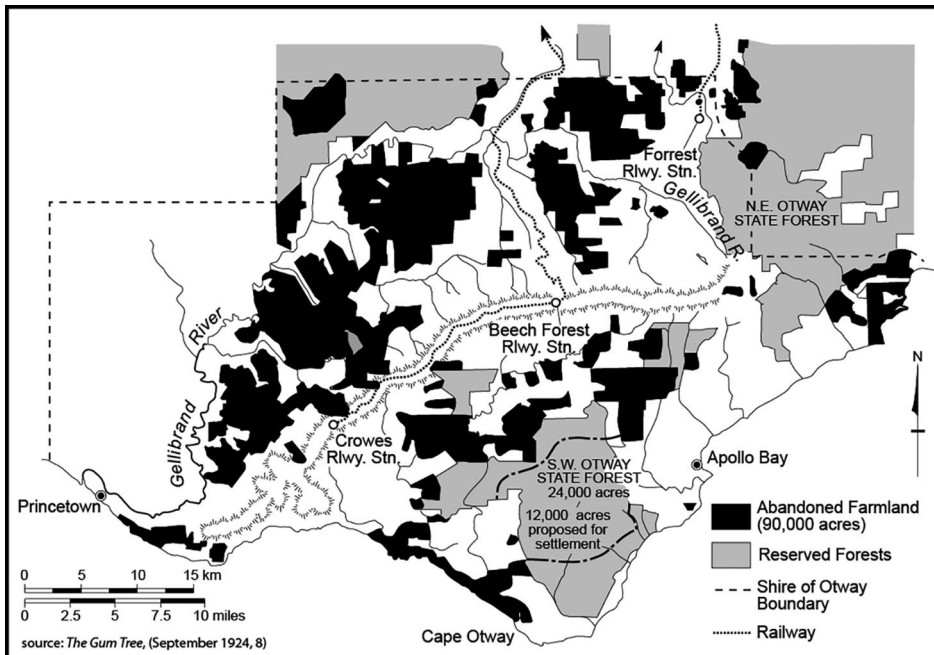 Forrest
Rlwy. Stn.
Gellibrand R.
N.E. OTWAY
STATE FOREST
River
Gellibrand
Beech Forest
Rlwy. Stn.
Crowes
Rlwy. Stn.
Princetown
S.W. OTWAY
STATE FOREST
24,000 acres
12,000 acres
proposed for
settlement
Apollo Bay
Cape Otway
N
Abandoned Farmland
(90,000 acres)
Reserved Forests
Shire of Otway
Boundary
Railway
0 5 10 15 km
0 2.5 5 7.5 10 miles
source: The Gum Tree, (September 1924, 8)